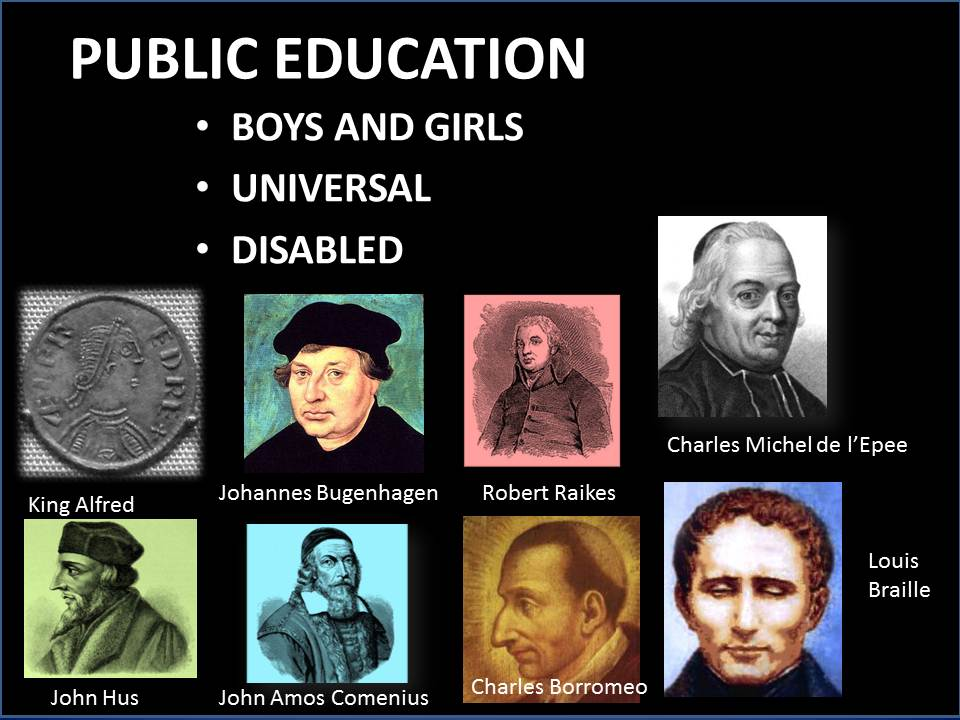 PUBLIC EDUCATION
• BOYS AND GIRLS
• UNIVERSAL
• DISABLED
Charles Michel de l'Epee
King Alfred
Johannes Bugenhagen
Robert Raikes
Louis
Braille
John Hus
John Amos Comenius
Charles Borromeo